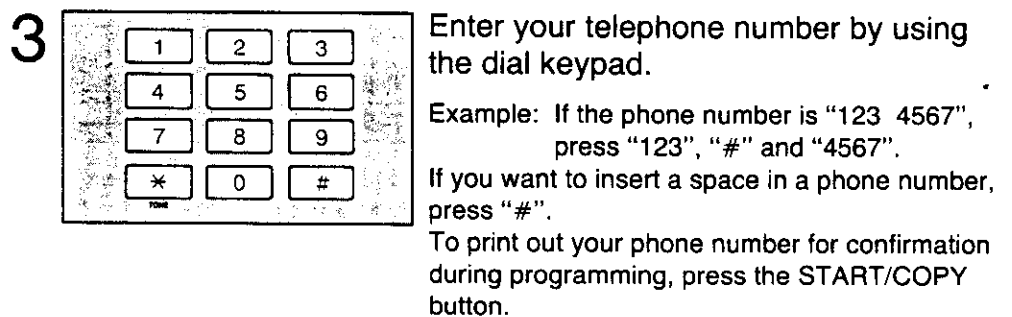 3
1 2 3
4 5 6
7 8 9
* 0 #
TONE
Enter your telephone number by using
the dial keypad.
Example: If the phone number is “123 4567”,
press “123”, “#” and “4567”.
If you want to insert a space in a phone number,
press “#”.
To print out your phone number for confirmation
during programming, press the START/COPY
button.